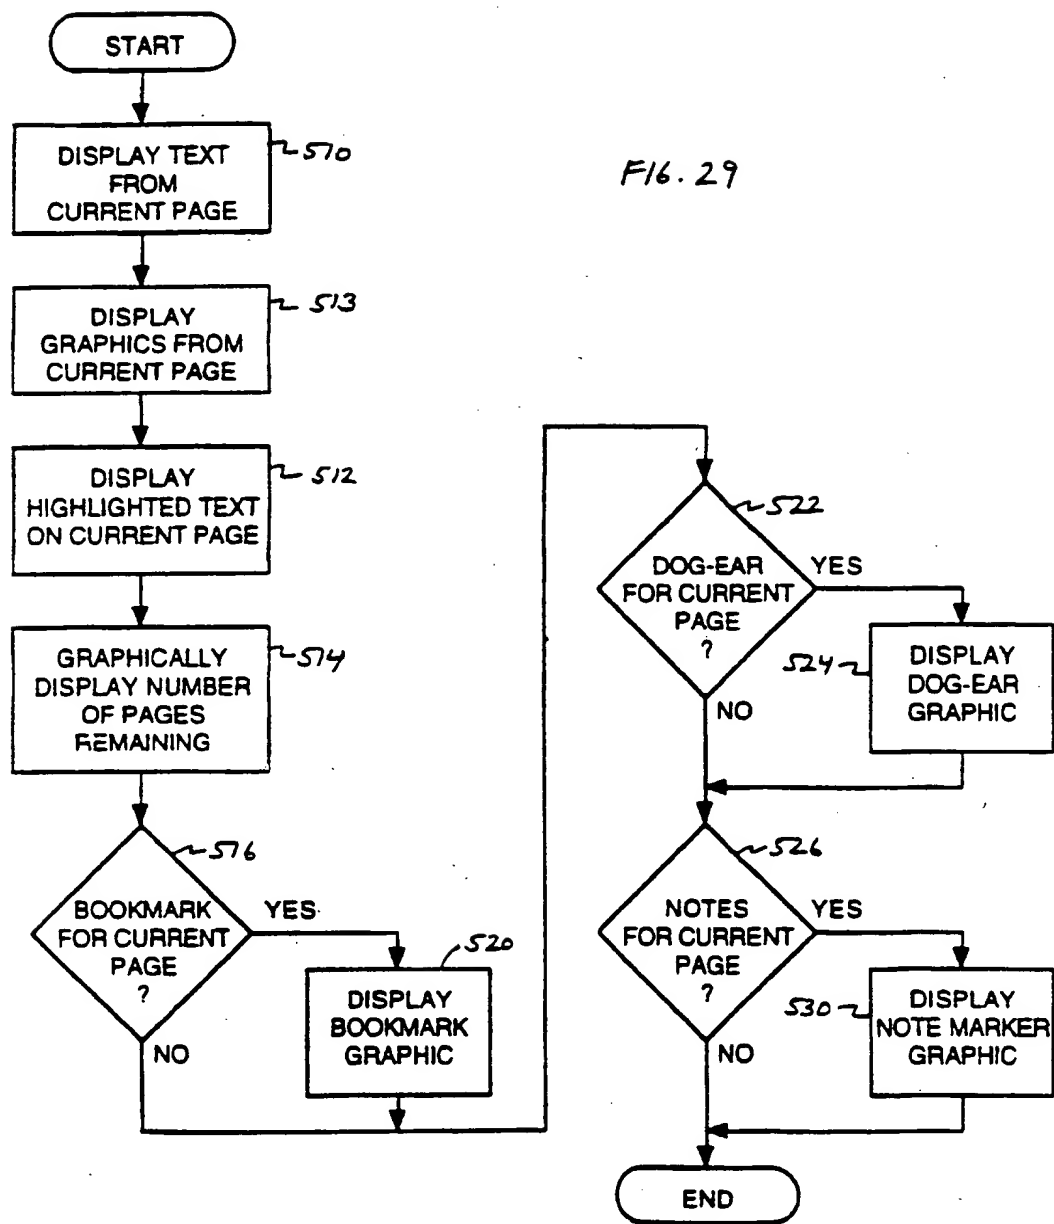 START
DISPLAY TEXT
FROM
CURRENT PAGE
510
FIG. 29
DISPLAY
GRAPHICS FROM
CURRENT PAGE
513
DISPLAY
HIGHLIGHTED TEXT
ON CURRENT PAGE
512
GRAPHICALLY
DISPLAY NUMBER
OF PAGES
REMAINING
514
516
BOOKMARK
FOR CURRENT
PAGE
?
YES
NO
520
DISPLAY
BOOKMARK
GRAPHIC
522
DOG-EAR
FOR CURRENT
PAGE
?
YES
NO
524
DISPLAY
DOG-EAR
GRAPHIC
526
NOTES
FOR CURRENT
PAGE
?
YES
NO
530
DISPLAY
NOTE MARKER
GRAPHIC
END